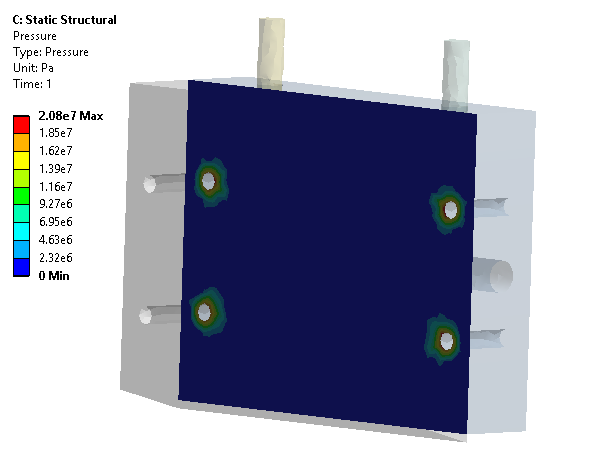 C: Static Structural
Pressure
Type: Pressure
Unit: Pa
Time: 1
2.08e7 Max
1.85e7
1.62e7
1.39e7
1.16e7
9.27e6
6.95e6
4.63e6
2.32e6
0 Min